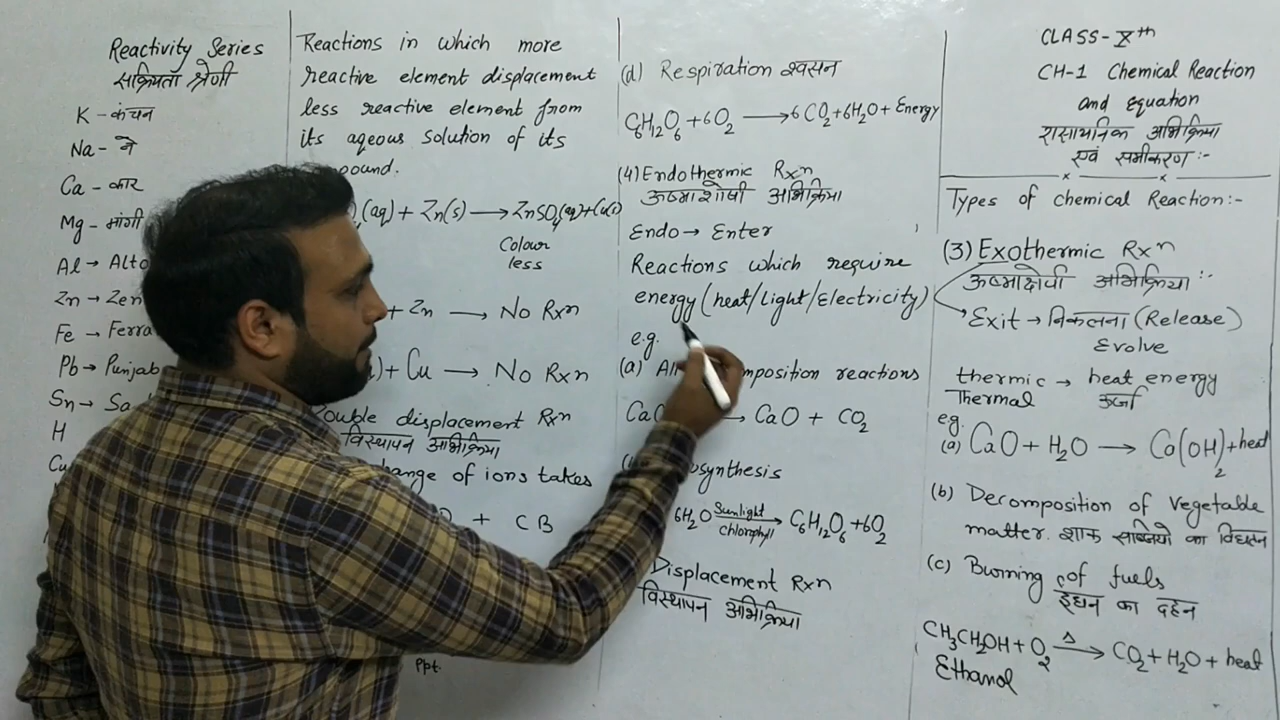 Reactivity Series
सक्रियता श्रेणी
K - कंचन
Na - ने
Ca - कार
Mg - मांगी
Al → Alto
Zn → Zen
Fe → Ferra
Pb → Punjab
Sn → Sa
H
Cu
Reactions in which more
reactive element displacement
less reactive element from
its aqeous solution of its
pound.
(aq) + Zn(s) → ZnSO4(aq) + Cu(s)
Colour
less
+ Zn → No Rxn
) + Cu → No Rxn
Double displacement Rxn
विस्थापन अभिक्रिया
hange of ions takes
+ CB
Ppt.
(d) Respiration श्वसन
C6H12O6 + 6O2 → 6CO2 + 6H2O + Energy
(4) Endothermic Rxn
ऊष्माशोषी अभिक्रिया
Endo → Enter
Reactions which require
energy (heat/light/Electricity)
e.g.
(a) All mposition reactions
CaC → CaO + CO2
osynthesis
6H2O Sunlight chlorophyll → C6H12O6 + 6O2
Displacement Rxn
विस्थापन अभिक्रिया
CLASS - Xth
CH-1 Chemical Reaction
and Equation
रासायनिक अभिक्रिया
एवं समीकरण :-
Types of chemical Reaction:-
(3) Exothermic Rxn
ऊष्माक्षेपी अभिक्रिया :-
Exit → निकलना (Release)
Evolve
thermic → heat energy
Thermal ऊर्जा
eg.
(a) CaO + H2O → Ca(OH)2 + heat
(b) Decomposition of vegetable
matter. शाक सब्जियो का विघटन
(c) Burning of fuels
ईंधन का दहन
CH3CH2OH + O2 Δ → CO2 + H2O + heat
Ethanol